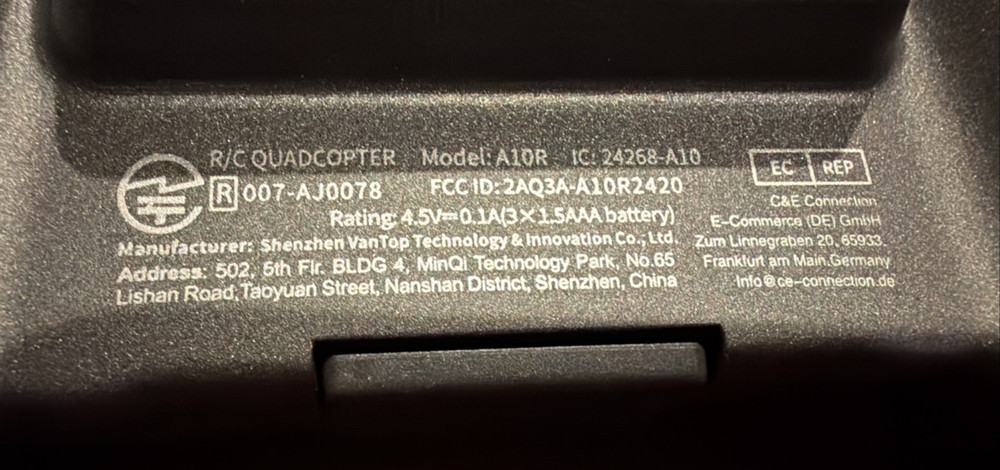 R/C QUADCOPTER Model: A10R IC: 24268-A10
R 007-AJ0078 FCC ID: 2AQ3A-A10R2420
Rating: 4.5V⎓0.1A(3×1.5AAA battery)
Manufacturer: Shenzhen VanTop Technology & Innovation Co., Ltd.
Address: 502, 5th Flr. BLDG 4, MinQi Technology Park, No.65
Lishan Road,Taoyuan Street, Nanshan District, Shenzhen, China
EC REP
C&E Connection
E-Commerce (DE) GmbH
Zum Linnegraben 20, 65933,
Frankfurt am Main,Germany
Info@ce-connection.de